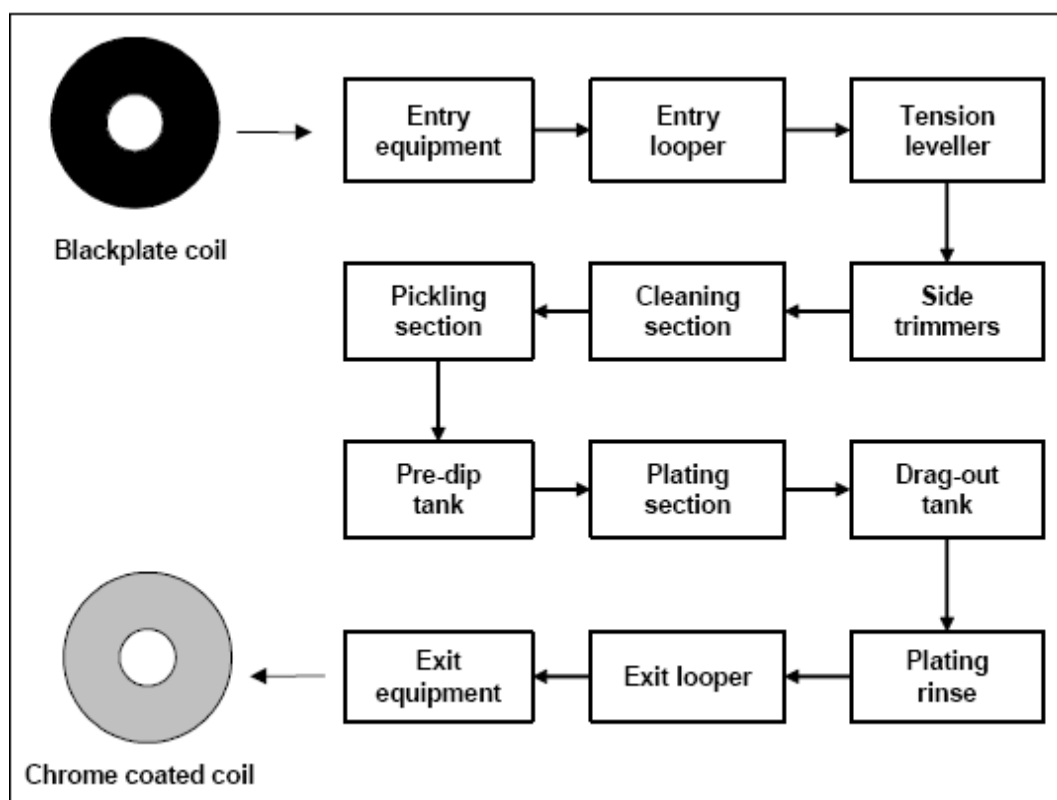 Blackplate coil
Entry
equipment
Entry
looper
Tension
leveller
Side
trimmers
Cleaning
section
Pickling
section
Pre-dip
tank
Plating
section
Drag-out
tank
Plating
rinse
Exit looper
Exit
equipment
Chrome coated coil